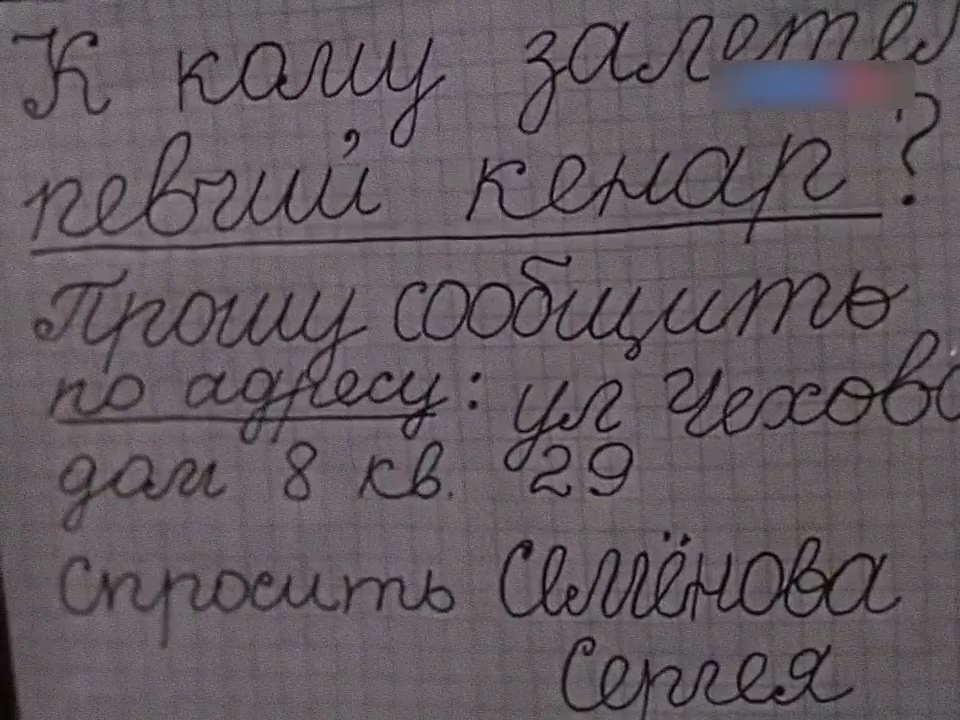 К кому залетел
певчий кенар?
Прошу сообщить
по адресу: ул Чехова
дом 8 кв. 29
спросить Семёнова
Сергея